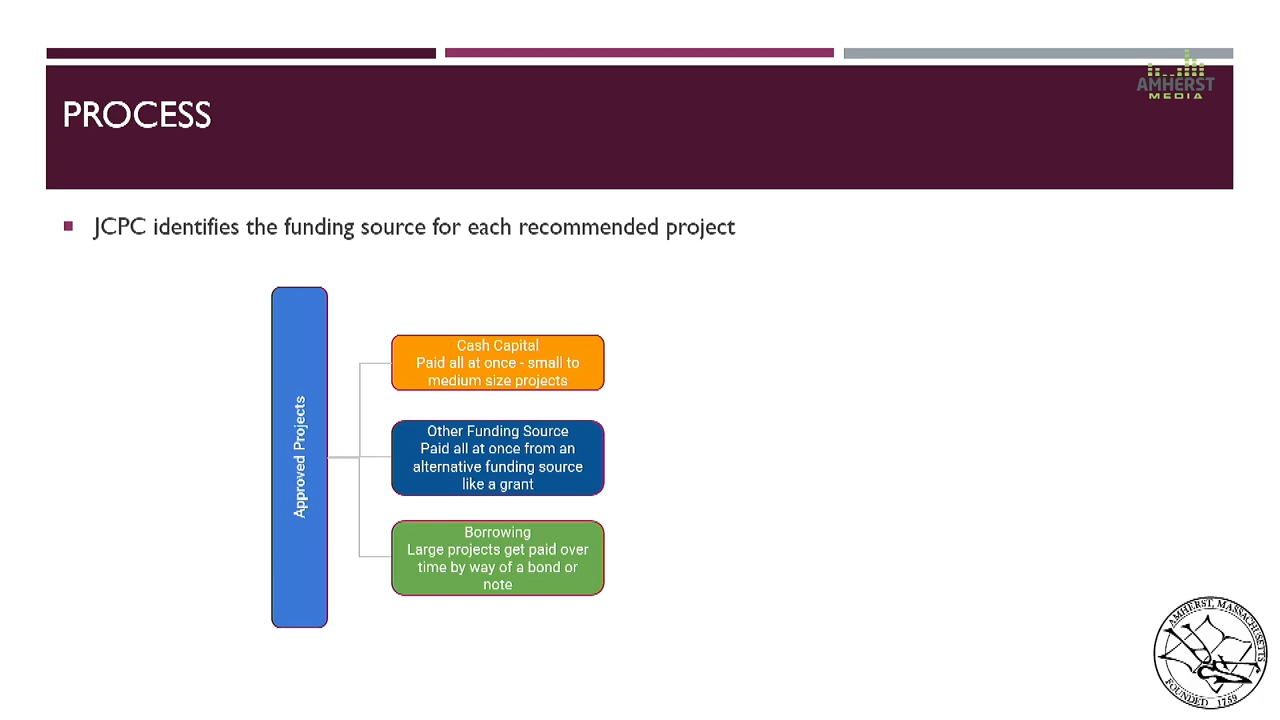 AMHERST
MEDIA
PROCESS
JCPC identifies the funding source for each recommended project
Approved Projects
Cash Capital
Paid all at once - small to
medium size projects
Other Funding Source
Paid all at once from an
alternative funding source
like a grant
Borrowing
Large projects get paid over
time by way of a bond or
note
AMHERST, MASSACHUSETTS
FOUNDED 1759